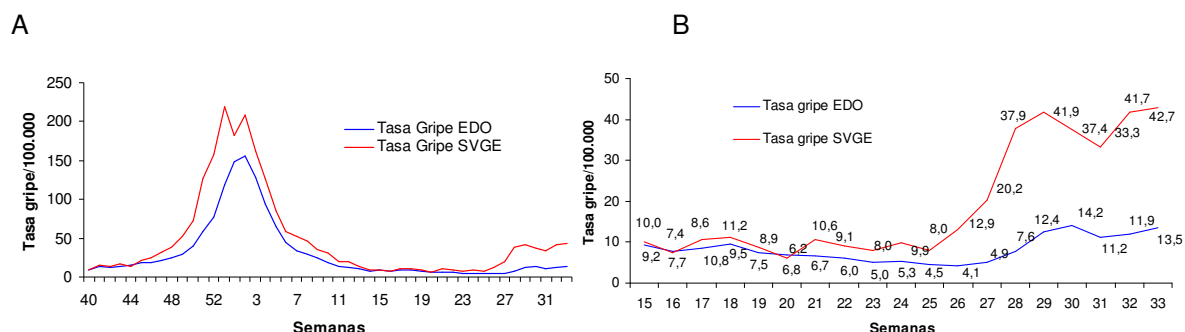 A
B
250
200
150
100
50
0
Tasa gripe/100.000
Tasa Gripe EDO
Tasa Gripe SVGE
40 44 48 52 3 7 11 15 19 23 27 31
Semanas
50
40
30
20
10
0
Tasa gripe/100.000
Tasa gripe EDO
Tasa gripe SVGE
10,0 7,4 8,6 11,2 8,9 6,2 10,6 9,1 8,0 9,9 8,0 12,9 20,2 37,9 41,9 37,4 33,3 41,7 42,7
9,2 7,7 10,8 9,5 7,5 6,8 6,7 6,0 5,0 5,3 4,5 4,1 4,9 7,6 12,4 14,2 11,2 11,9 13,5
15 16 17 18 19 20 21 22 23 24 25 26 27 28 29 30 31 32 33
Semanas